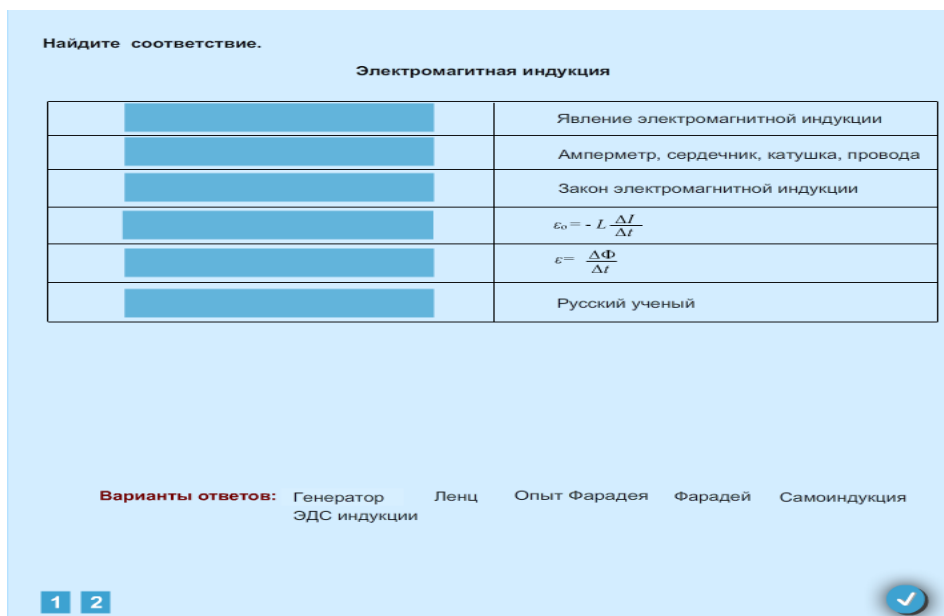 Найдите соответствие.
Электромагитная индукция
Явление электромагнитной индукции
Амперметр, сердечник, катушка, провода
Закон электромагнитной индукции
εₒ = - L ΔI/Δt
ε = ΔΦ/Δt
Русский ученый
Варианты ответов: Генератор Ленц Опыт Фарадея Фарадей Самоиндукция
ЭДС индукции
1 2